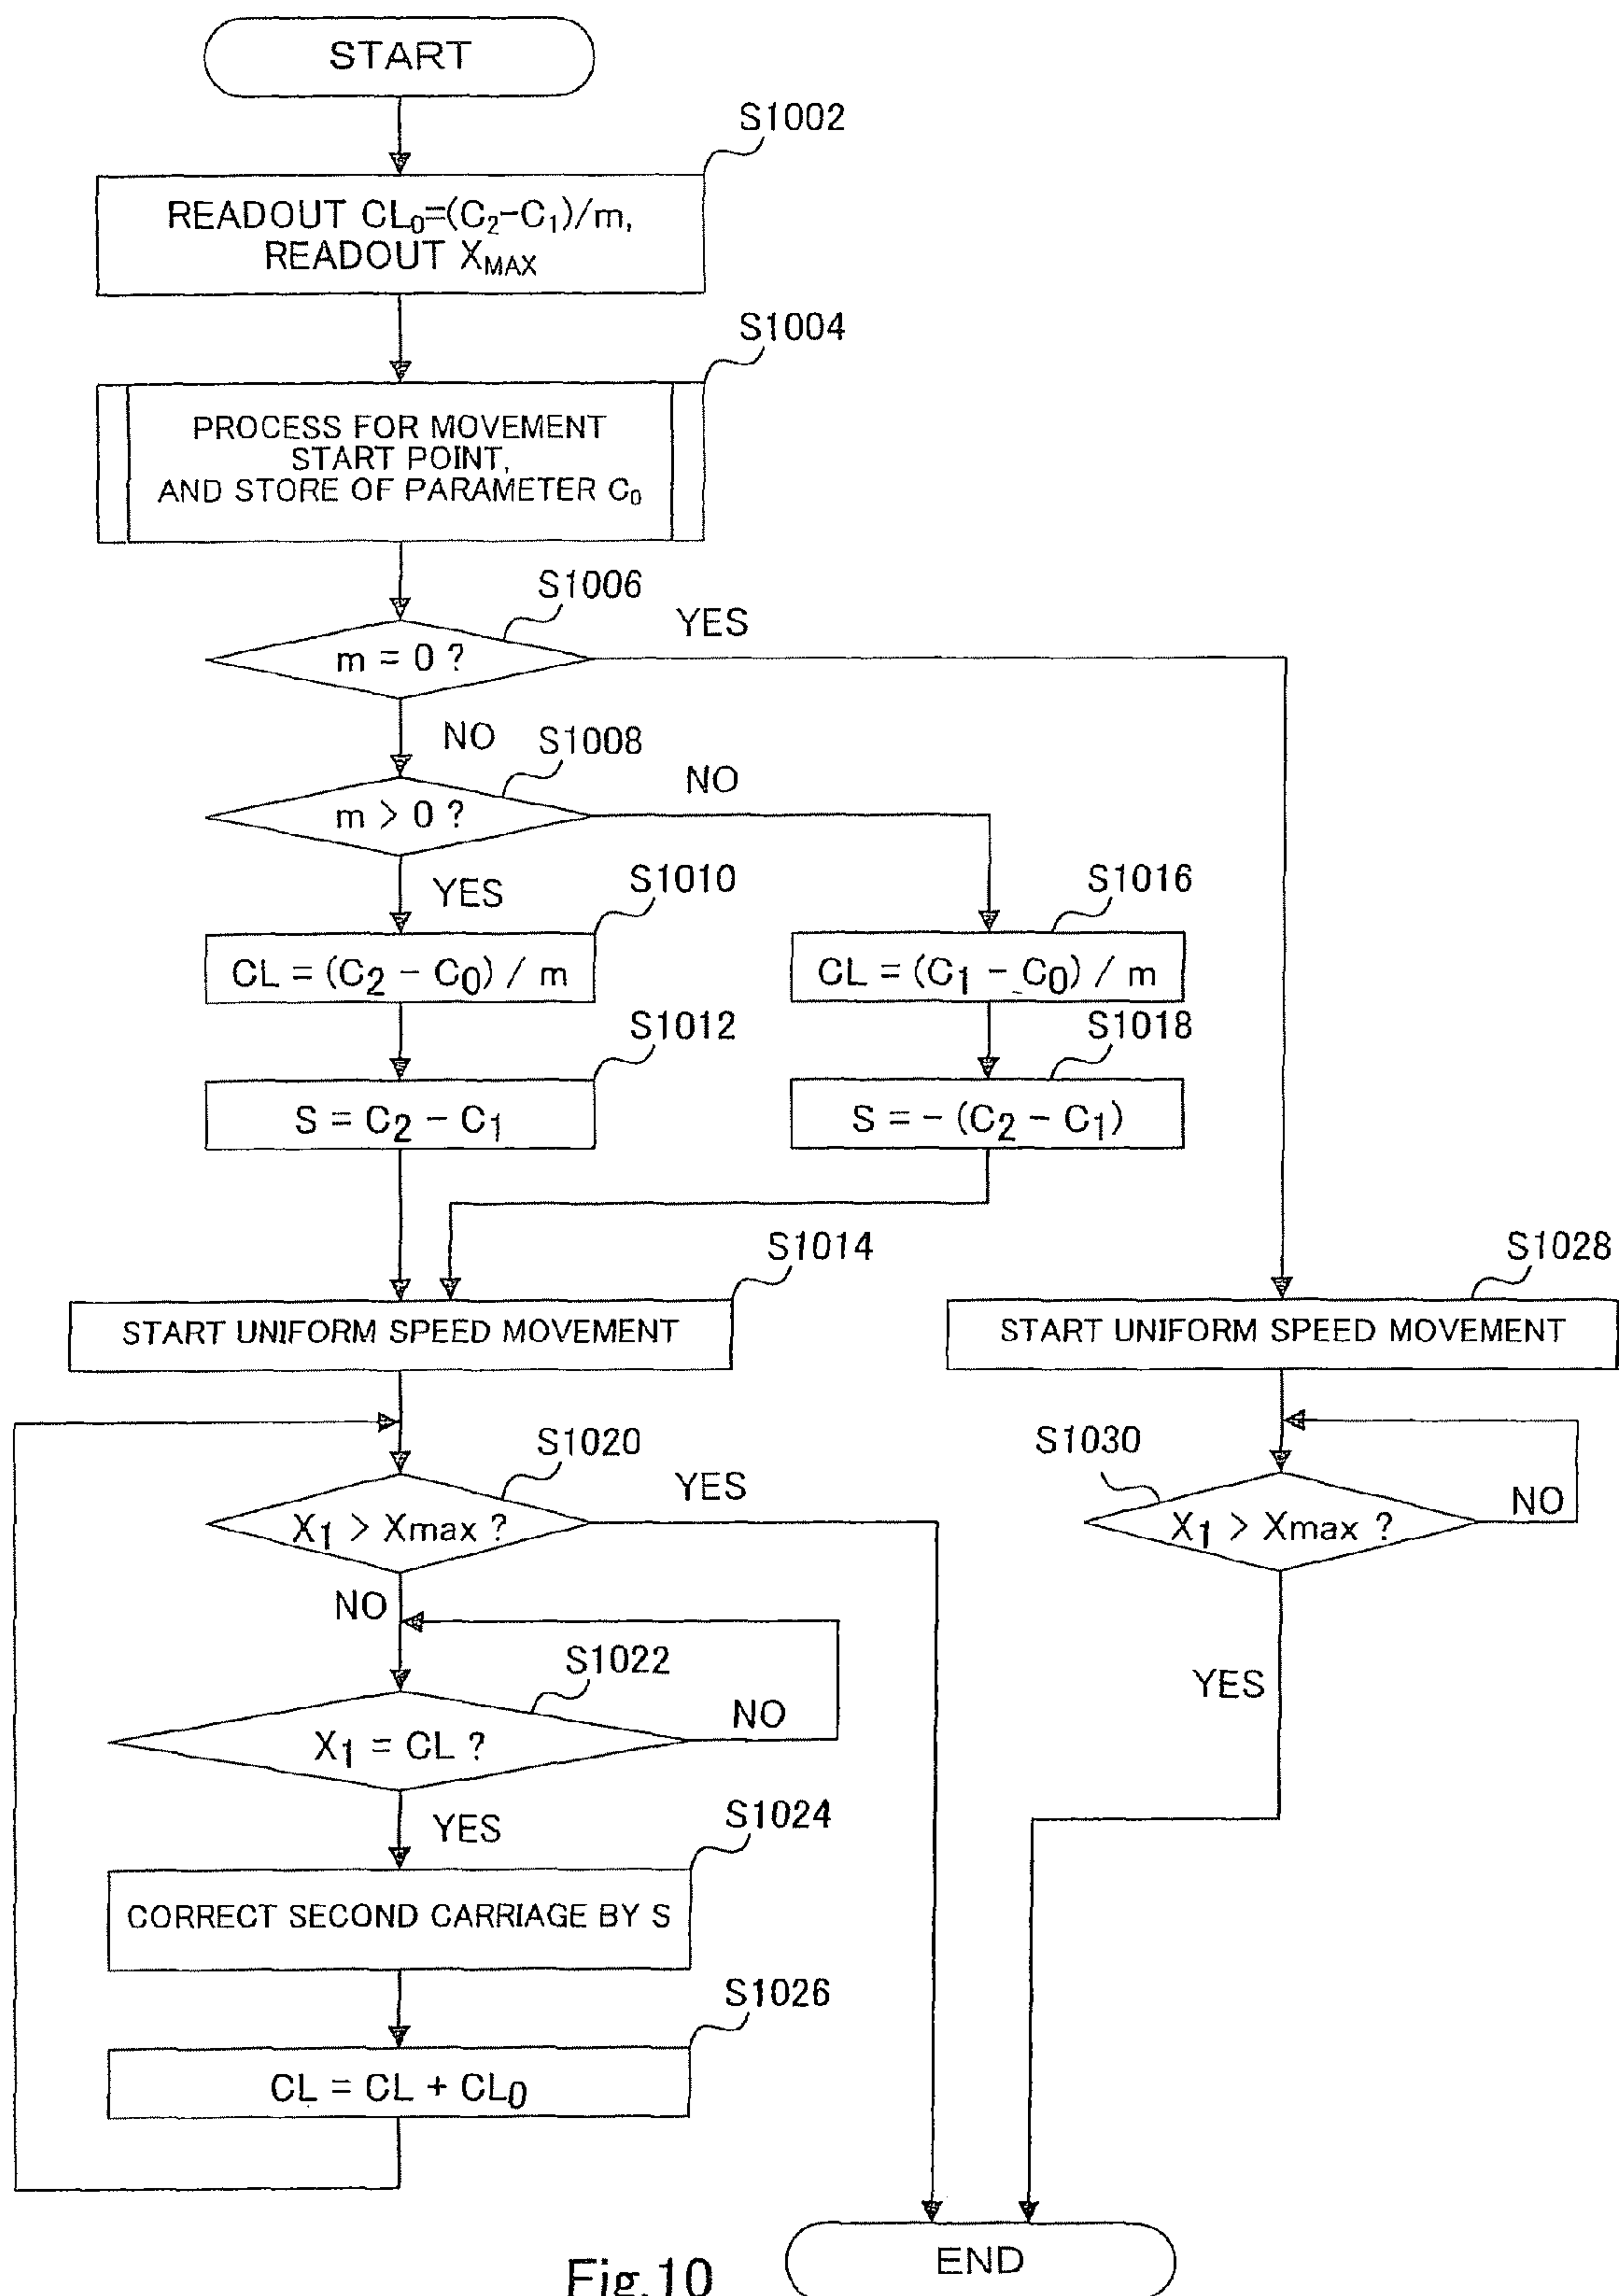 START
S1002
READOUT CL₀=(C₂-C₁)/m,
READOUT X_MAX
S1004
PROCESS FOR MOVEMENT
START POINT,
AND STORE OF PARAMETER C₀
S1006
YES
m = 0 ?
NO
S1008
NO
m > 0 ?
YES
S1010
S1016
CL = (C₂ - C₀) / m
CL = (C₁ - C₀) / m
S1012
S1018
S = C₂ - C₁
S = - (C₂ - C₁)
S1014
S1028
START UNIFORM SPEED MOVEMENT
START UNIFORM SPEED MOVEMENT
S1020
YES
S1030
NO
X₁ > Xmax ?
X₁ > Xmax ?
NO
S1022
YES
NO
X₁ = CL ?
YES
S1024
CORRECT SECOND CARRIAGE BY S
S1026
CL = CL + CL₀
END
Fig.10